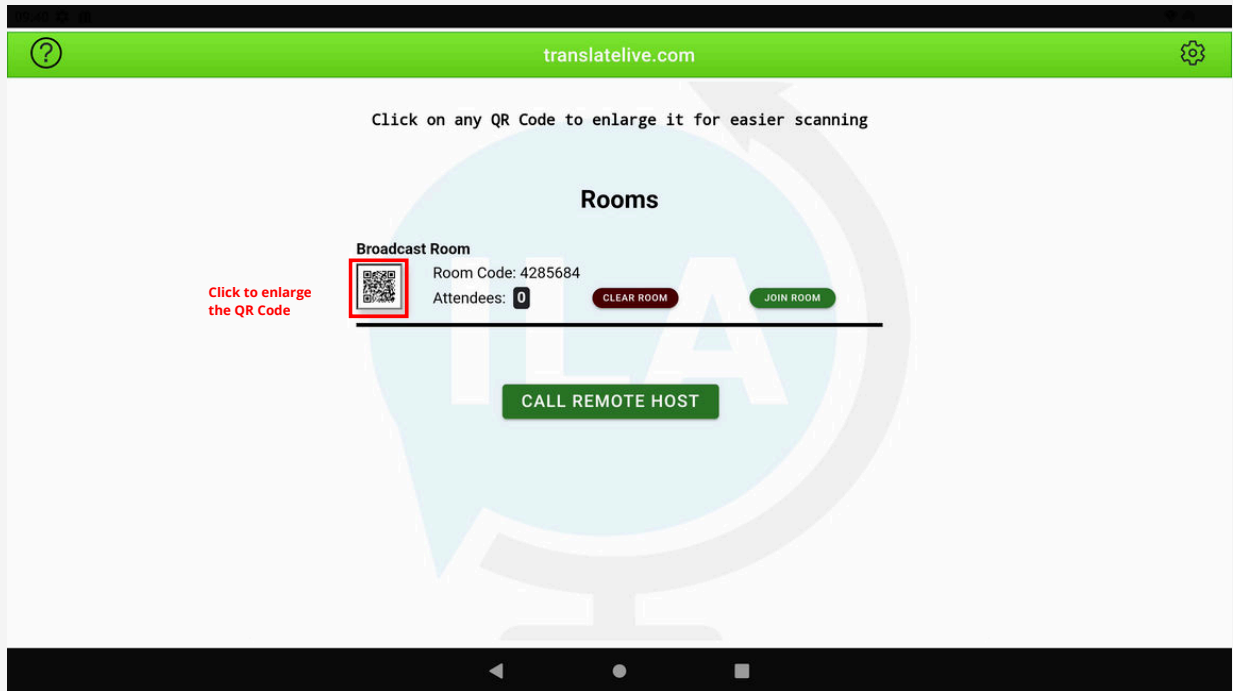 translatelive.com
Click on any QR Code to enlarge it for easier scanning
Rooms
Broadcast Room
Room Code: 4285684
Attendees: 0
CLEAR ROOM
JOIN ROOM
Click to enlarge
the QR Code
CALL REMOTE HOST
ILA